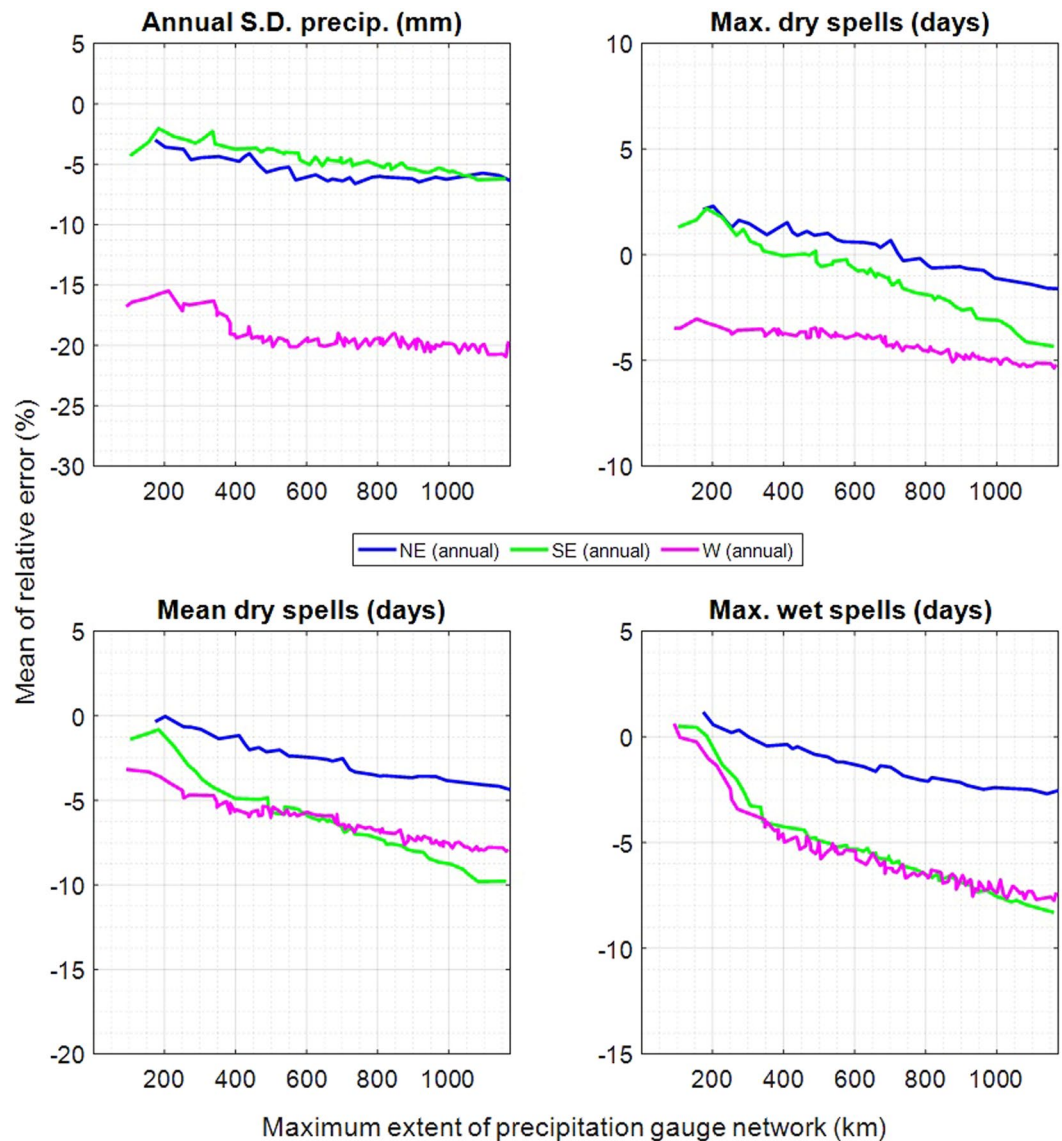 Annual S.D. precip. (mm)
5
0
-5
-10
-15
-20
-25
-30
200 400 600 800 1000
Max. dry spells (days)
10
5
0
-5
-10
200 400 600 800 1000
Mean of relative error (%)
NE (annual) SE (annual) W (annual)
Mean dry spells (days)
5
0
-5
-10
-15
-20
200 400 600 800 1000
Max. wet spells (days)
5
0
-5
-10
-15
200 400 600 800 1000
Maximum extent of precipitation gauge network (km)